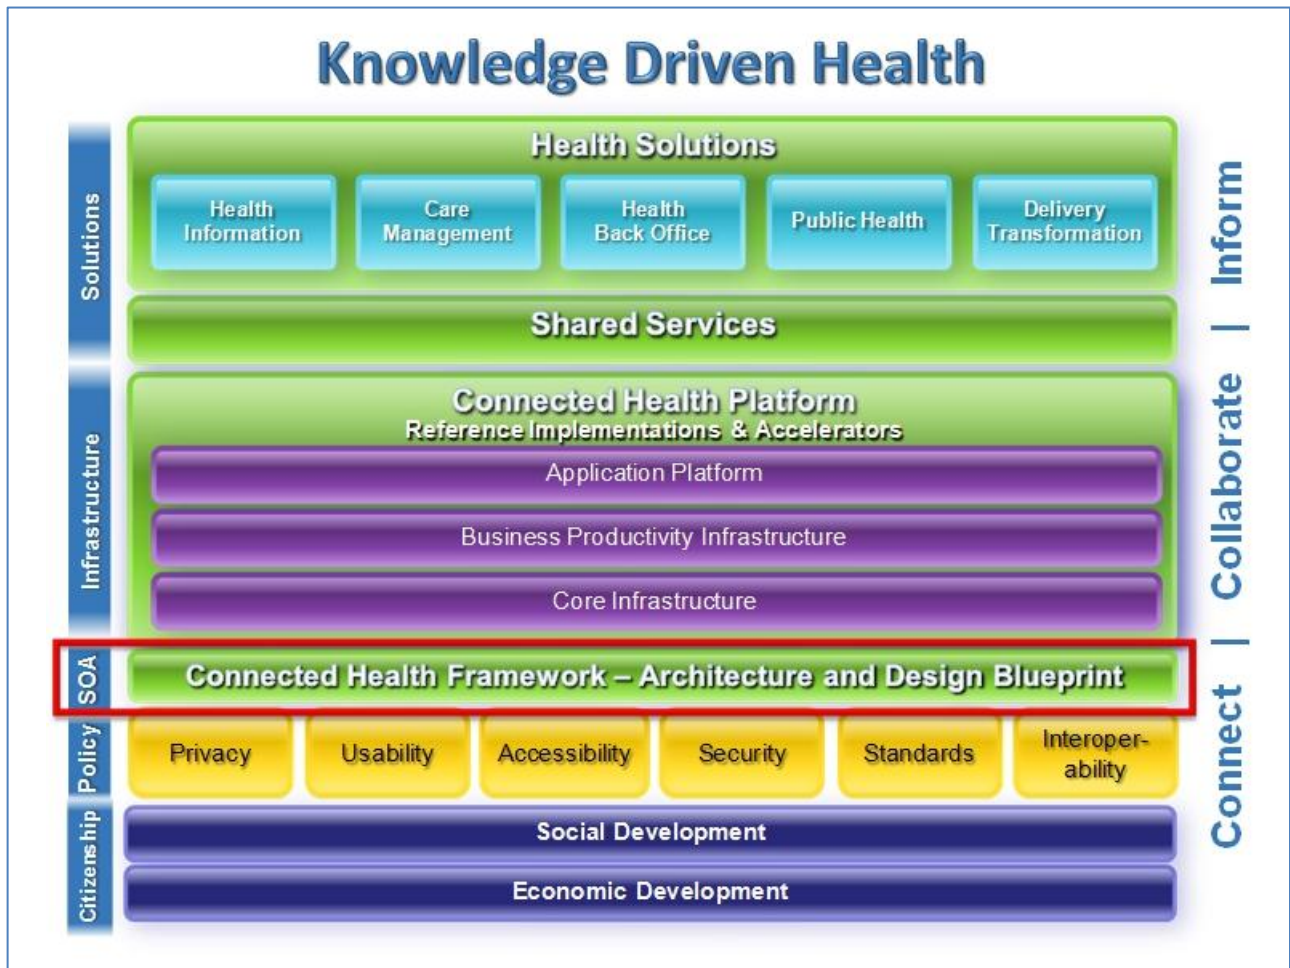 Knowledge Driven Health
Solutions
Health Solutions
Health
Information
Care
Management
Health
Back Office
Public Health
Delivery
Transformation
Shared Services
Infrastructure
Connected Health Platform
Reference Implementations & Accelerators
Application Platform
Business Productivity Infrastructure
Core Infrastructure
SOA
Connected Health Framework – Architecture and Design Blueprint
Policy
Privacy
Usability
Accessibility
Security
Standards
Interoper-
ability
Citizenship
Social Development
Economic Development
Connect | Collaborate | Inform